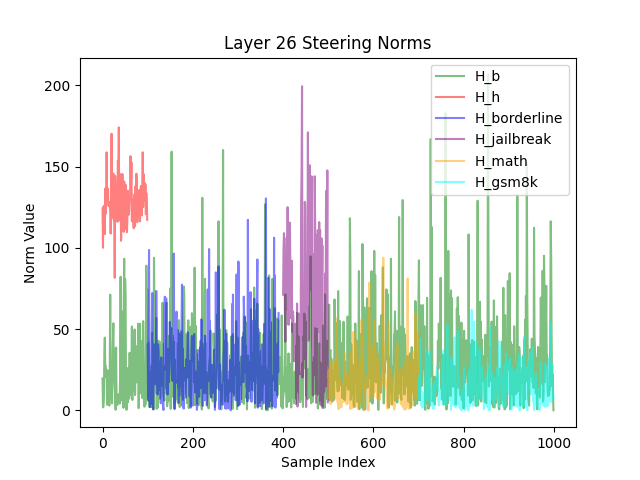 Layer 26 Steering Norms
H_b
H_h
H_borderline
H_jailbreak
H_math
H_gsm8k
200
150
100
50
0
Norm Value
0
200
400
600
800
1000
Sample Index